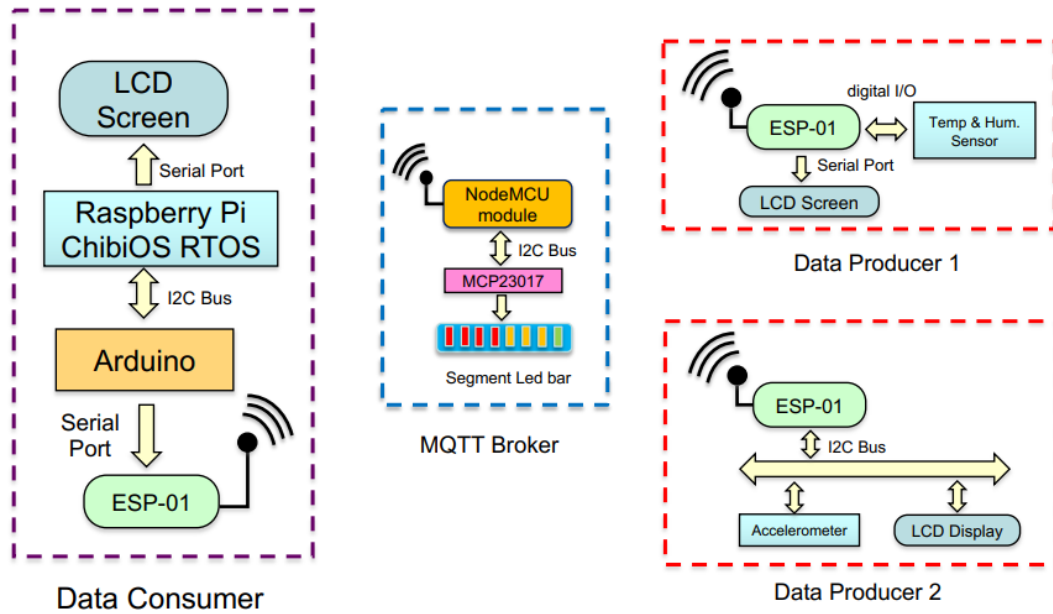 LCD
Screen
Serial Port
Raspberry Pi
ChibiOS RTOS
I2C Bus
Arduino
Serial
Port
ESP-01
Data Consumer
NodeMCU
module
I2C Bus
MCP23017
Segment Led bar
MQTT Broker
digital I/O
ESP-01
Temp & Hum.
Sensor
Serial Port
LCD Screen
Data Producer 1
ESP-01
I2C Bus
Accelerometer
LCD Display
Data Producer 2